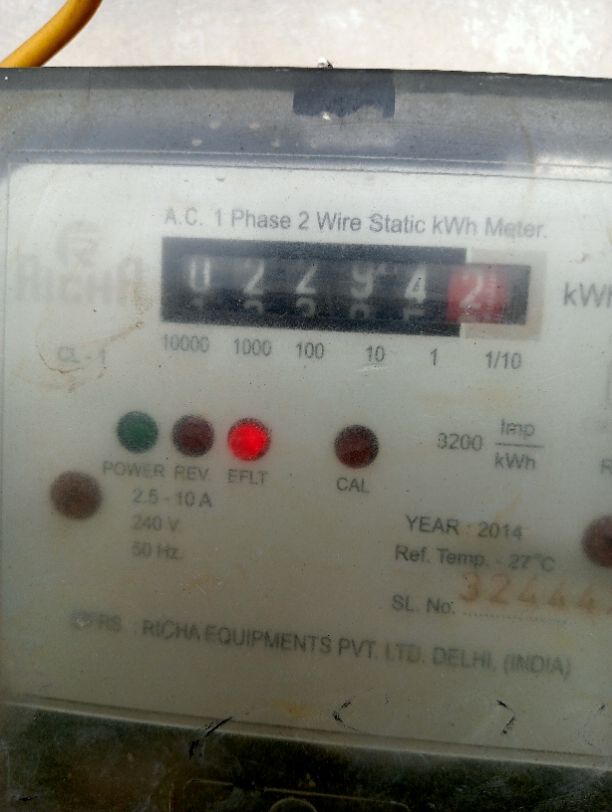 A.C. 1 Phase 2 Wire Static kWh Meter.
RICHA
0 2 2 9 4 2
kWh
CL - 1
10000 1000 100 10 1 1/10
3200 Imp/kWh
POWER REV. EFLT CAL
2.5 - 10 A
240 V
50 Hz.
YEAR : 2014
Ref. Temp. - 27°C
SL. No. 32444
RICHA EQUIPMENTS PVT. LTD. DELHI, (INDIA)